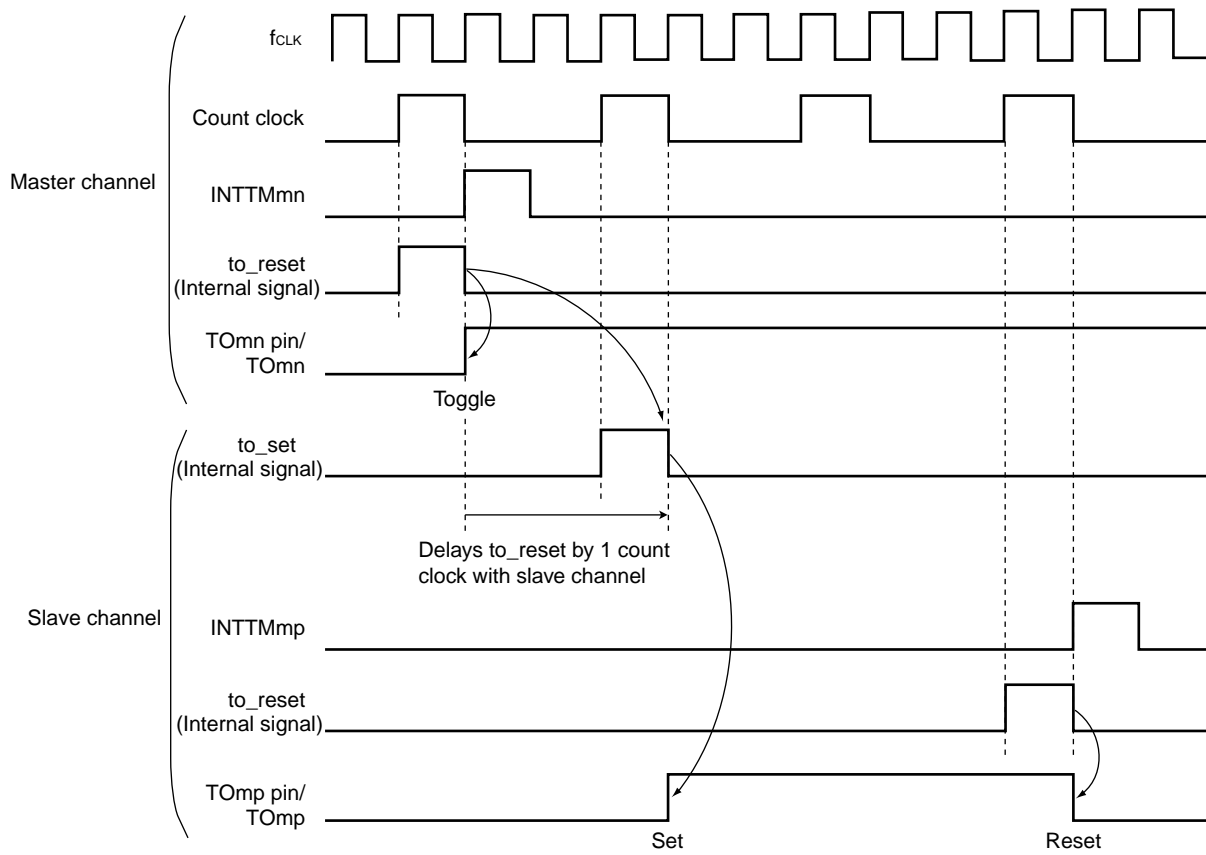 fCLK
Count clock
Master channel
INTTMmn
to_reset
(Internal signal)
TOmn pin/
TOmn
Toggle
to_set
(Internal signal)
Delays to_reset by 1 count
clock with slave channel
Slave channel
INTTMmp
to_reset
(Internal signal)
TOmp pin/
TOmp
Set
Reset